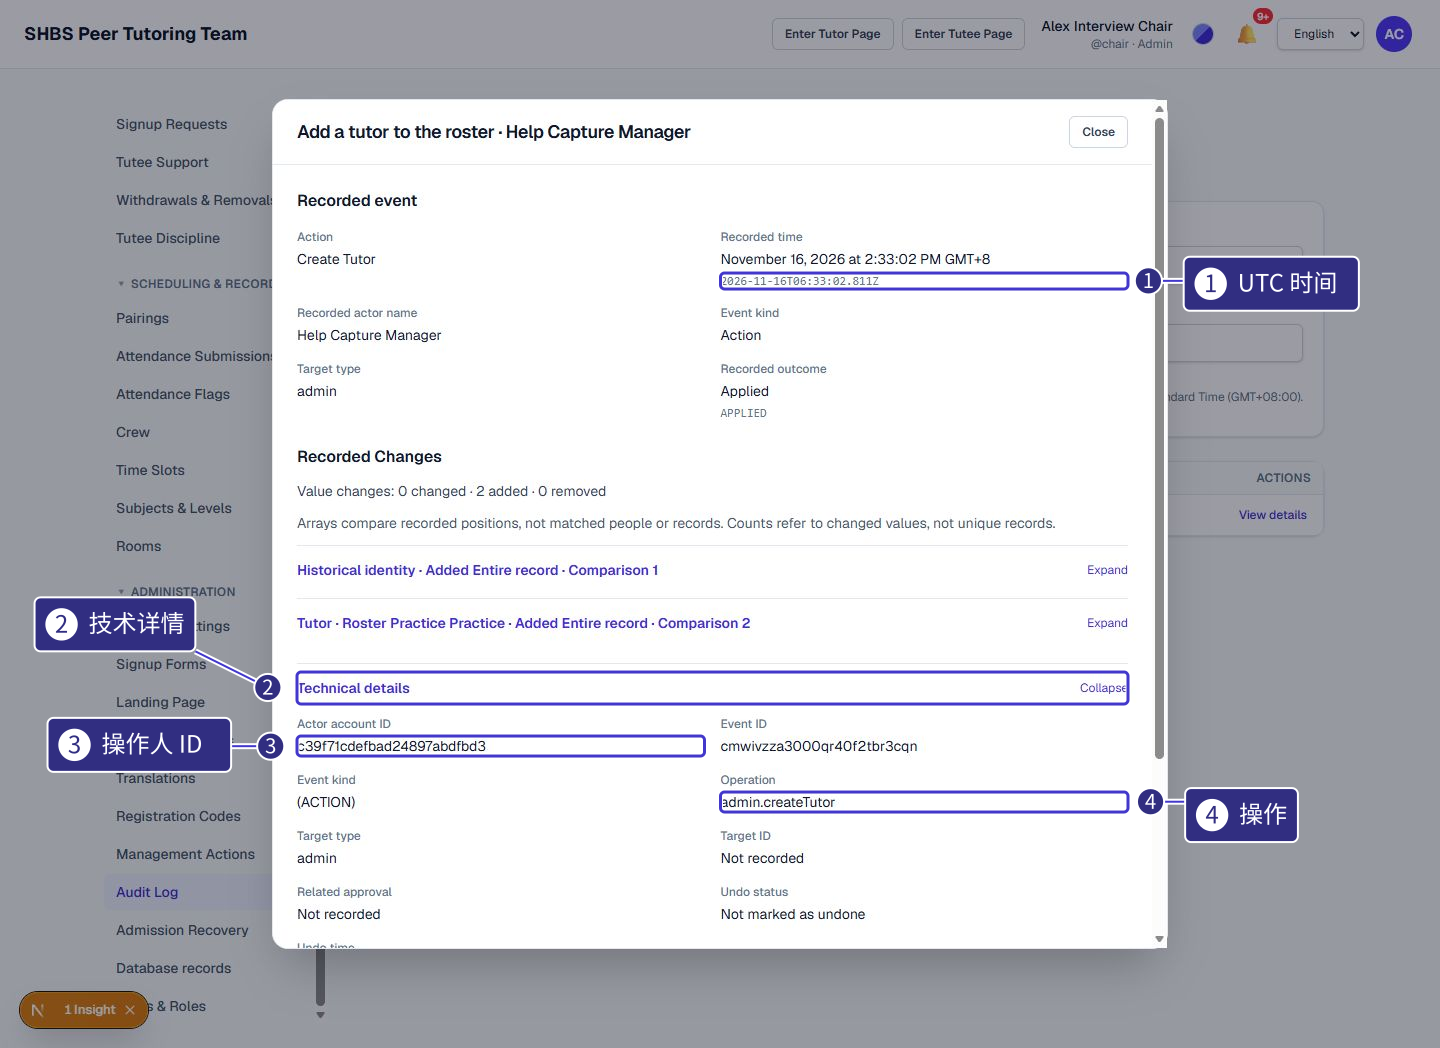 SHBS Peer Tutoring Team
Enter Tutor Page
Enter Tutee Page
Alex Interview Chair
@chair · Admin
9+
English
AC
Signup Requests
Tutee Support
Withdrawals & Removals
Tutee Discipline
SCHEDULING & RECORD
Pairings
Attendance Submissions
Attendance Flags
Crew
Time Slots
Subjects & Levels
Rooms
ADMINISTRATION
Signup Forms
Landing Page
Translations
Registration Codes
Management Actions
Audit Log
Admission Recovery
Database records
& Roles
1 Insight
Add a tutor to the roster · Help Capture Manager
Close
Recorded event
Action
Create Tutor
Recorded time
November 16, 2026 at 2:33:02 PM GMT+8
2026-11-16T06:33:02.811Z
1
1 UTC 时间
Recorded actor name
Help Capture Manager
Event kind
Action
Target type
admin
Recorded outcome
Applied
APPLIED
Recorded Changes
Value changes: 0 changed · 2 added · 0 removed
Arrays compare recorded positions, not matched people or records. Counts refer to changed values, not unique records.
Historical identity · Added Entire record · Comparison 1
Expand
Tutor · Roster Practice Practice · Added Entire record · Comparison 2
Expand
2 技术详情
2
Technical details
Collapse
3 操作人 ID
3
Actor account ID
c39f71cdefbad24897abdfbd3
Event ID
cmwivzza3000qr40f2tbr3cqn
Event kind
(ACTION)
Operation
admin.createTutor
4
4 操作
Target type
admin
Target ID
Not recorded
Related approval
Not recorded
Undo status
Not marked as undone
Undo time
Time (GMT+08:00).
ACTIONS
View details